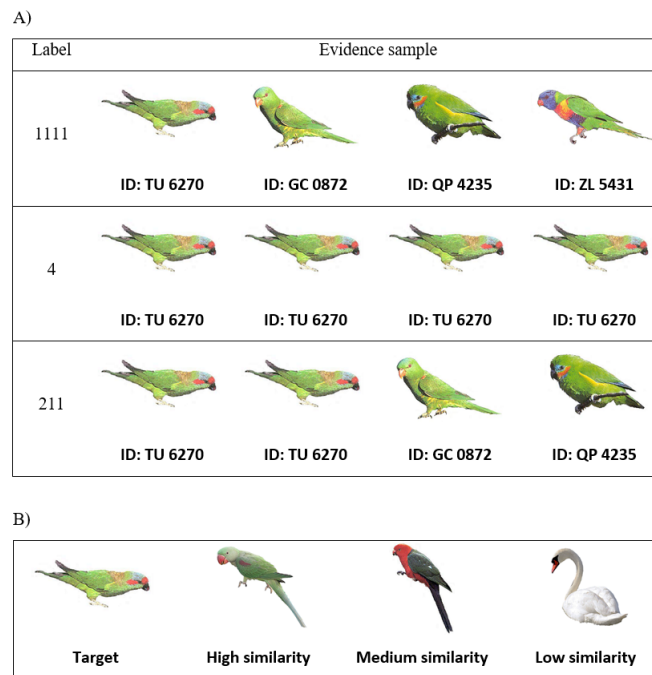 A)
Label Evidence sample
1111
ID: TU 6270 ID: GC 0872 ID: QP 4235 ID: ZL 5431
4
ID: TU 6270 ID: TU 6270 ID: TU 6270 ID: TU 6270
211
ID: TU 6270 ID: TU 6270 ID: GC 0872 ID: QP 4235
B)
Target High similarity Medium similarity Low similarity